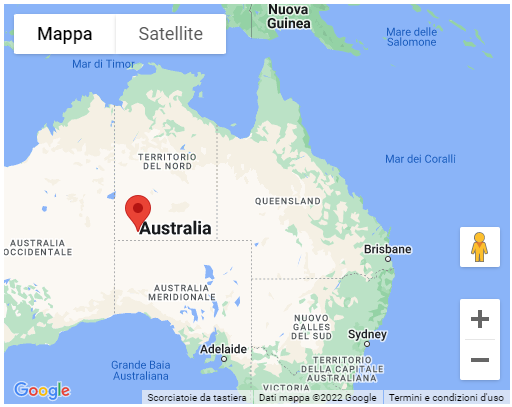 Mappa
Satellite
Nuova
Guinea
Mare delle
Salomone
Mar di Timor
TERRITORIO
DEL NORD
Mar dei Coralli
QUEENSLAND
Australia
AUSTRALIA
OCCIDENTALE
Brisbane
AUSTRALIA
MERIDIONALE
NUOVO
GALLES
DEL SUD
Sydney
Adelaide
Grande Baia
Australiana
TERRITORIO
DELLA CAPITALE
AUSTRALIANA
VICTORIA
Google
Scorciatoie da tastiera
Dati mappa ©2022 Google
Termini e condizioni d'uso